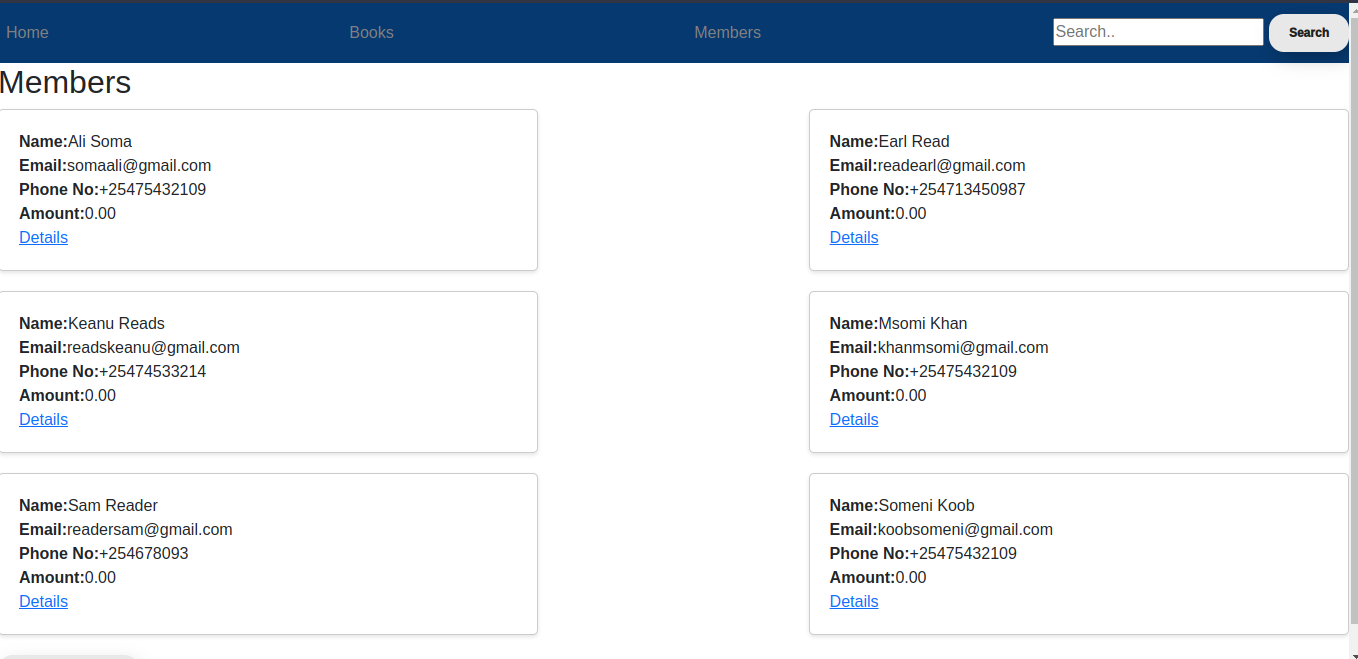 Home Books Members Search.. Search
Members
Name:Ali Soma
Email:somaali@gmail.com
Phone No:+25475432109
Amount:0.00
Details
Name:Earl Read
Email:readearl@gmail.com
Phone No:+254713450987
Amount:0.00
Details
Name:Keanu Reads
Email:readskeanu@gmail.com
Phone No:+25474533214
Amount:0.00
Details
Name:Msomi Khan
Email:khanmsomi@gmail.com
Phone No:+25475432109
Amount:0.00
Details
Name:Sam Reader
Email:readersam@gmail.com
Phone No:+254678093
Amount:0.00
Details
Name:Someni Koob
Email:koobsomeni@gmail.com
Phone No:+25475432109
Amount:0.00
Details